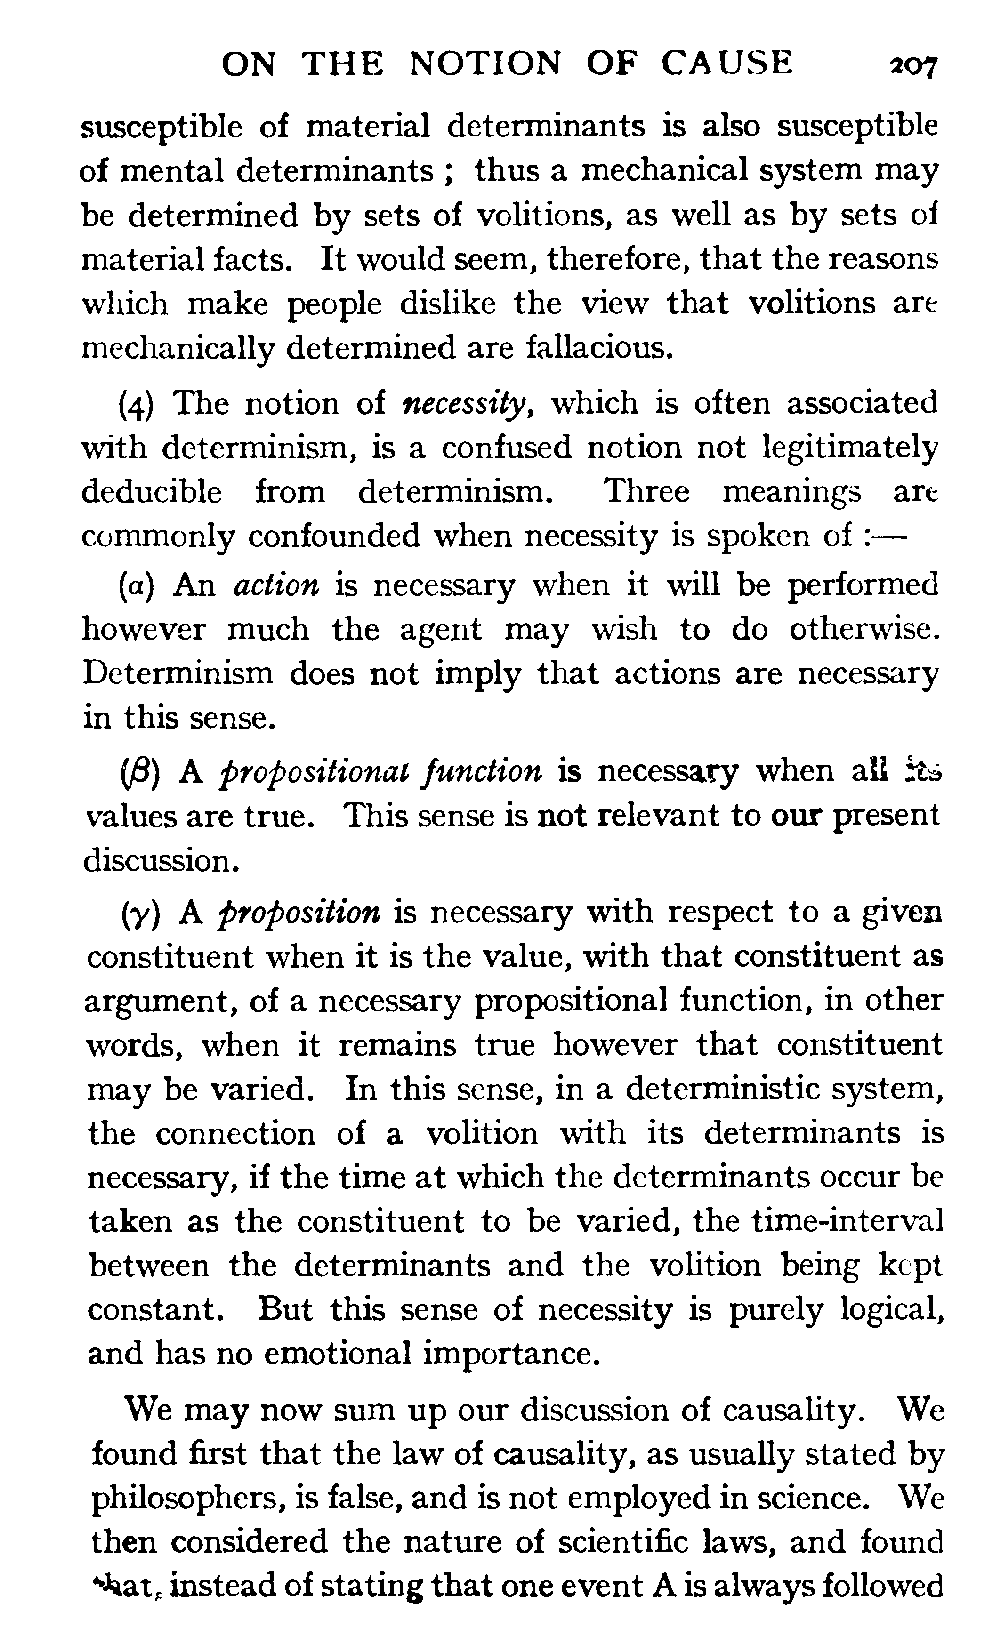 ON THE NOTION OF CAUSE 207
susceptible of material determinants is also susceptible
of mental determinants ; thus a mechanical system may
be determined by sets of volitions, as well as by sets of
material facts. It would seem, therefore, that the reasons
which make people dislike the view that volitions are
mechanically determined are fallacious.
(4) The notion of necessity, which is often associated
with determinism, is a confused notion not legitimately
deducible from determinism. Three meanings are
commonly confounded when necessity is spoken of :—
(α) An action is necessary when it will be performed
however much the agent may wish to do otherwise.
Determinism does not imply that actions are necessary
in this sense.
(β) A propositional function is necessary when all its
values are true. This sense is not relevant to our present
discussion.
(γ) A proposition is necessary with respect to a given
constituent when it is the value, with that constituent as
argument, of a necessary propositional function, in other
words, when it remains true however that constituent
may be varied. In this sense, in a deterministic system,
the connection of a volition with its determinants is
necessary, if the time at which the determinants occur be
taken as the constituent to be varied, the time-interval
between the determinants and the volition being kept
constant. But this sense of necessity is purely logical,
and has no emotional importance.
We may now sum up our discussion of causality. We
found first that the law of causality, as usually stated by
philosophers, is false, and is not employed in science. We
then considered the nature of scientific laws, and found
that, instead of stating that one event A is always followed